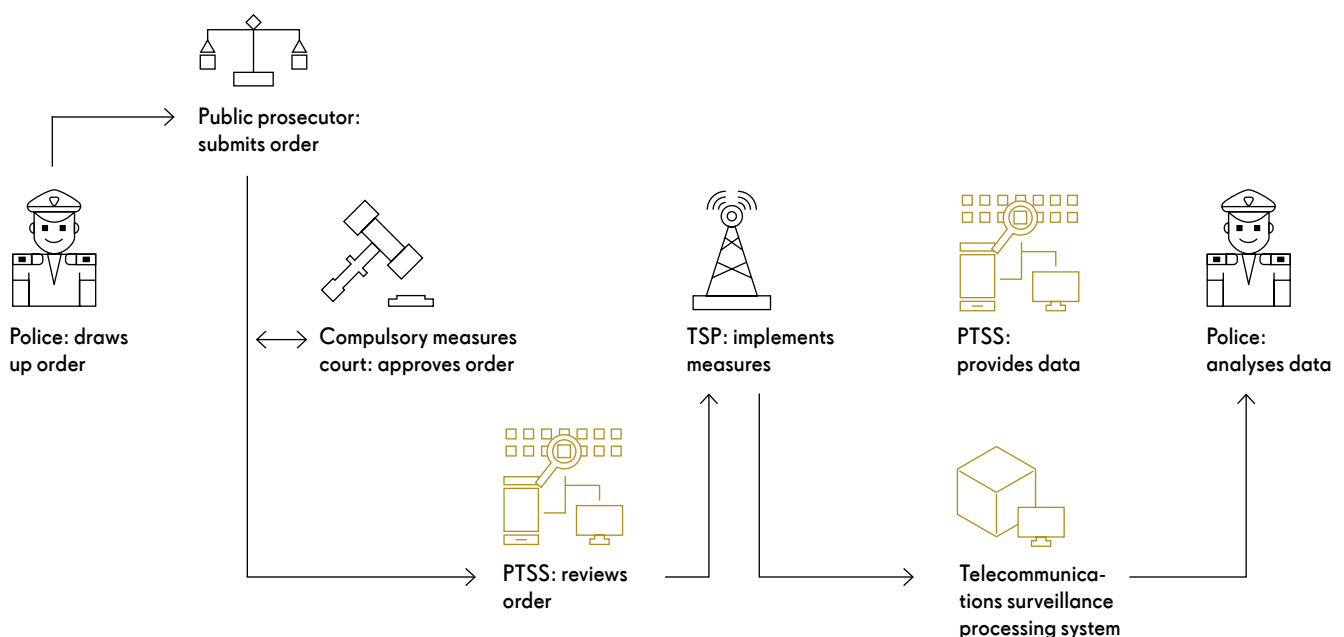 Public prosecutor:
submits order
Police: draws
up order
Compulsory measures
court: approves order
TSP: implements
measures
PTSS:
provides data
Police:
analyses data
PTSS: reviews
order
Telecommunica-
tions surveillance
processing system